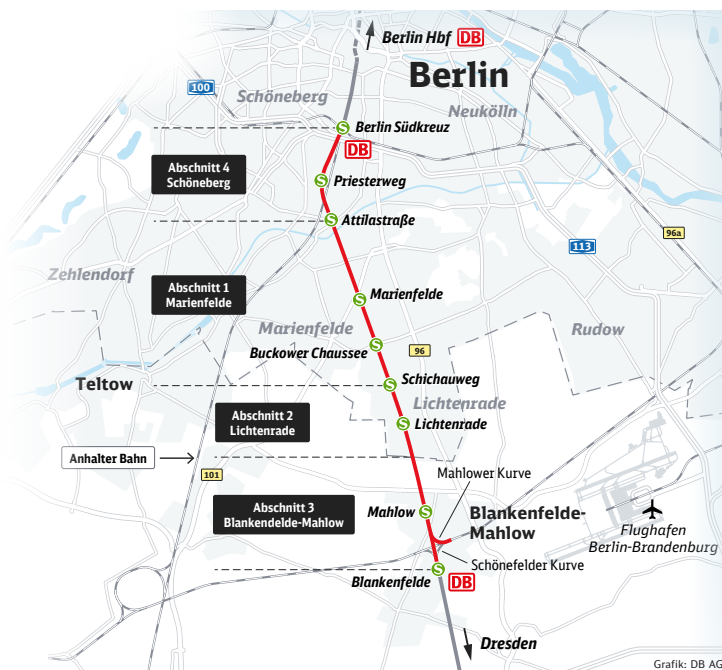 Berlin Hbf DB
Berlin
100
Schöneberg
Neukölln
Berlin Südkreuz
DB
Abschnitt 4
Schöneberg
Priesterweg
Attilastraße
96a
113
Zehlendorf
Abschnitt 1
Marienfelde
Marienfelde
Marienfelde
Rudow
Buckower Chaussee
96
Teltow
Schichauweg
Lichtenrade
Abschnitt 2
Lichtenrade
Lichtenrade
Anhalter Bahn
101
Mahlower Kurve
Abschnitt 3
Blankendelde-Mahlow
Mahlow
Blankenfelde-
Mahlow
Flughafen
Berlin-Brandenburg
Schönefelder Kurve
Blankenfelde
DB
Dresden
Grafik: DB AG
S
S
S
S
S
S
S
S
S